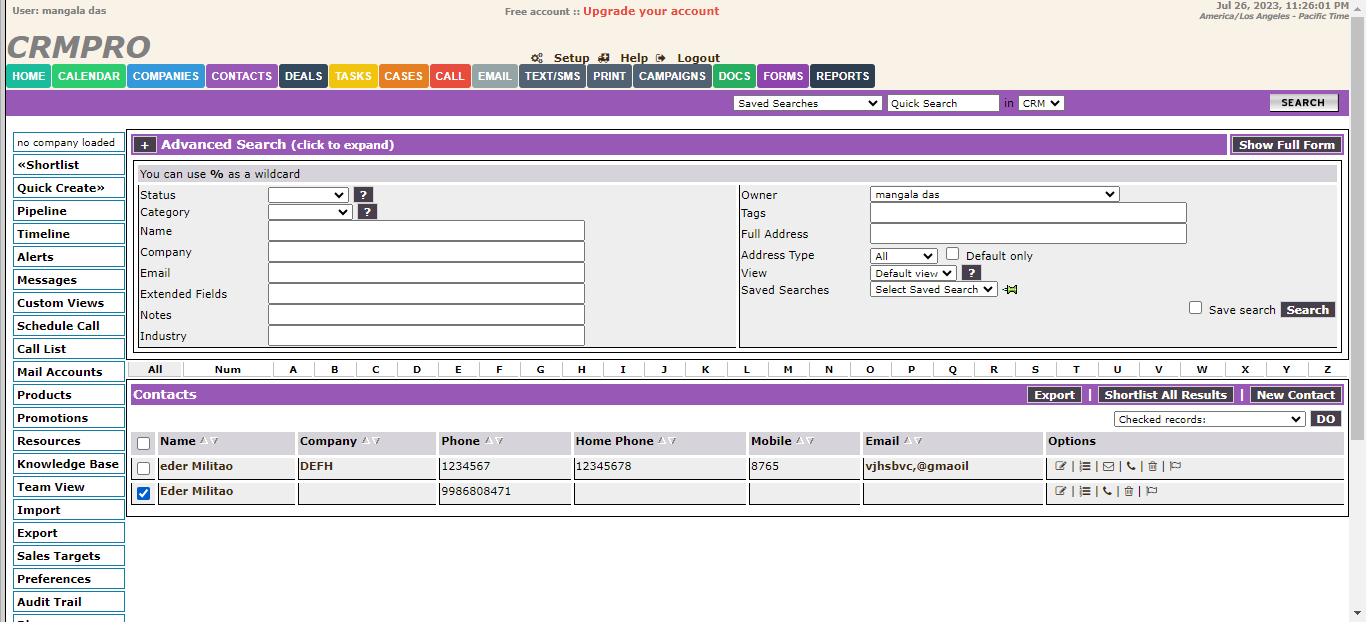 User: mangala das
Free account :: Upgrade your account
Jul 26, 2023, 11:26:01 PM
America/Los Angeles - Pacific Time
CRMPRO
Setup Help Logout
HOME CALENDAR COMPANIES CONTACTS DEALS TASKS CASES CALL EMAIL TEXT/SMS PRINT CAMPAIGNS DOCS FORMS REPORTS
Saved Searches Quick Search in CRM SEARCH
no company loaded
«Shortlist
Quick Create»
Pipeline
Timeline
Alerts
Messages
Custom Views
Schedule Call
Call List
Mail Accounts
Products
Promotions
Resources
Knowledge Base
Team View
Import
Export
Sales Targets
Preferences
Audit Trail
+ Advanced Search (click to expand) Show Full Form
You can use % as a wildcard
Status ?
Category ?
Name
Company
Email
Extended Fields
Notes
Industry
Owner mangala das
Tags
Full Address
Address Type All Default only
View Default view ?
Saved Searches Select Saved Search
Save search Search
All Num A B C D E F G H I J K L M N O P Q R S T U V W X Y Z
Contacts Export | Shortlist All Results | New Contact
Checked records: DO
Name Company Phone Home Phone Mobile Email Options
eder Militao DEFH 1234567 12345678 8765 vjhsbvc,@gmaoil | | | | |
Eder Militao 9986808471 | | | |